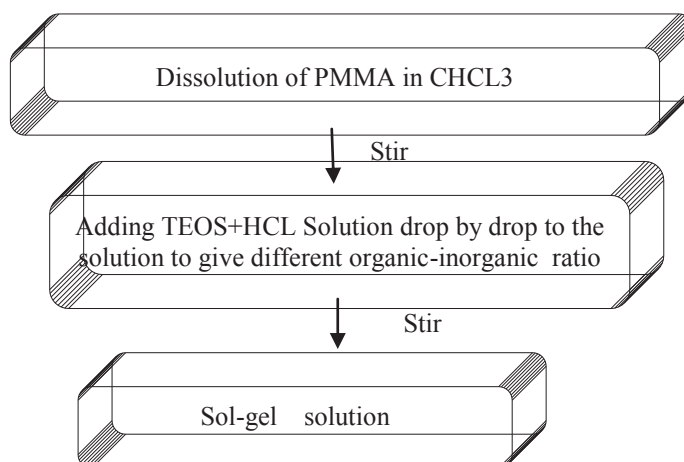 Dissolution of PMMA in CHCL3
Stir
Adding TEOS+HCL Solution drop by drop to the
solution to give different organic-inorganic ratio
Stir
Sol-gel solution